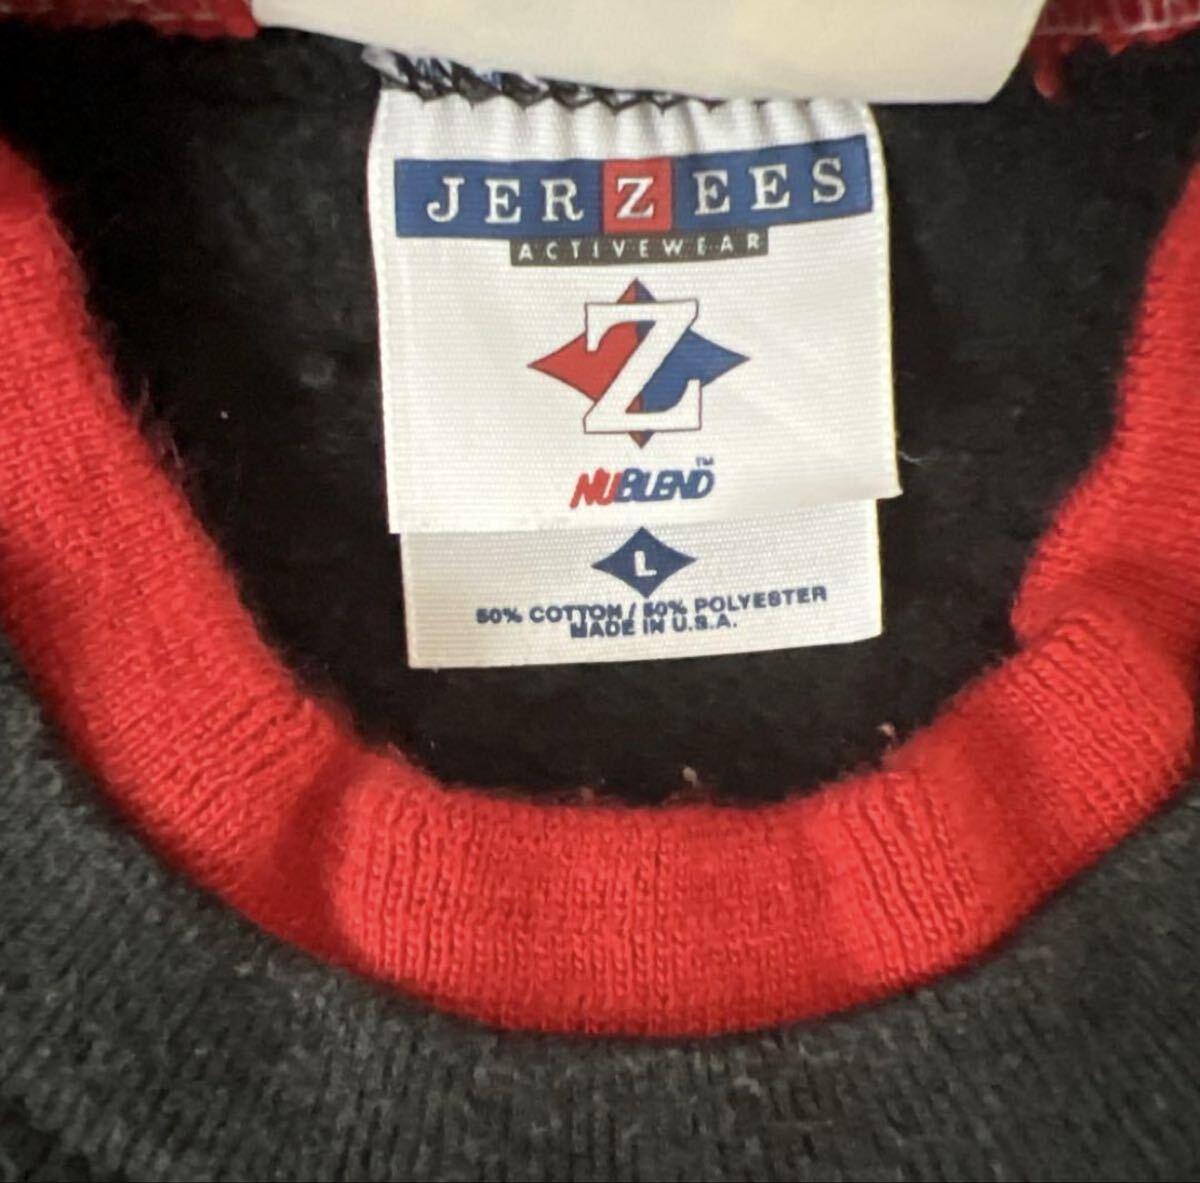 JERZEES
ACTIVEWEAR
Z
NUBLEND™
L
50% COTTON / 50% POLYESTER
MADE IN U.S.A.